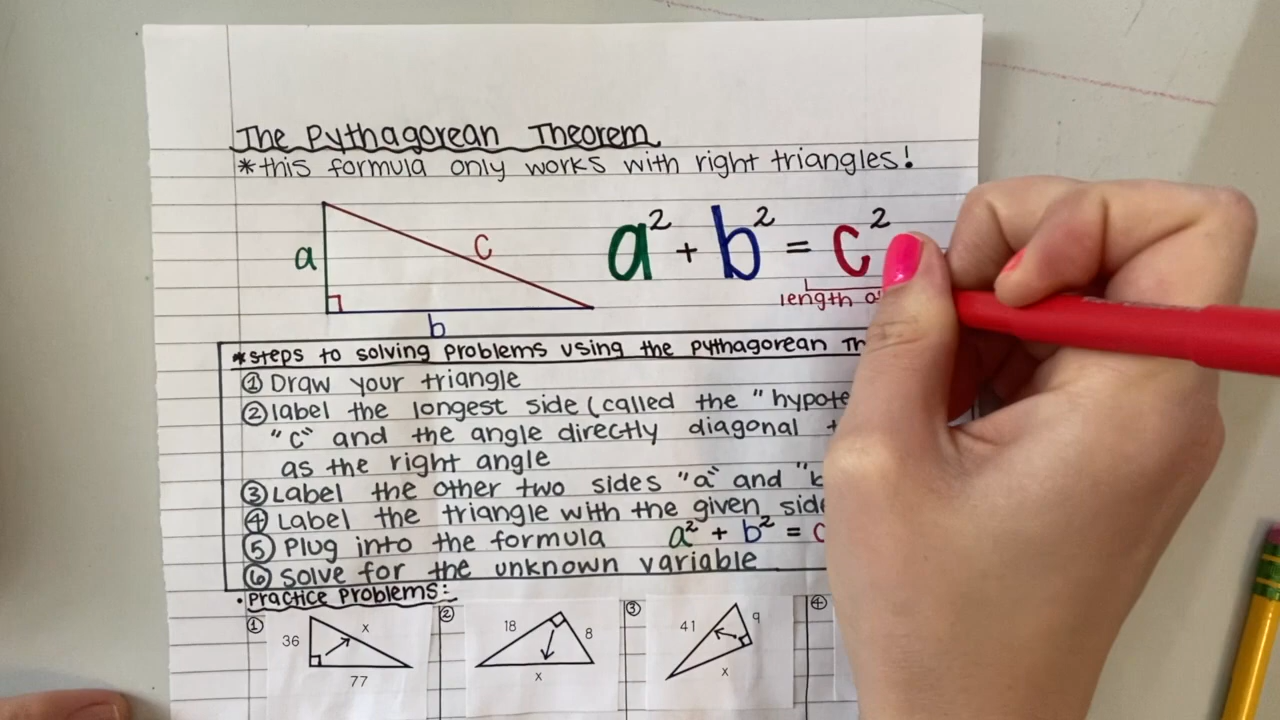 The Pythagorean Theorem
*this formula only works with right triangles!
a
c
b
a² + b² = c²
length
*steps to solving problems using the pythagorean
① Draw your triangle
② label the longest side (called the
"c" and the angle directly diagonal
as the right angle
③ Label the other two sides "a" and
④ Label the triangle with the given
⑤ Plug into the formula a² + b² =
⑥ solve for the unknown variable
• Practice Problems:
① 36 x 77
② 18 8 x
③ 41 9 x
④